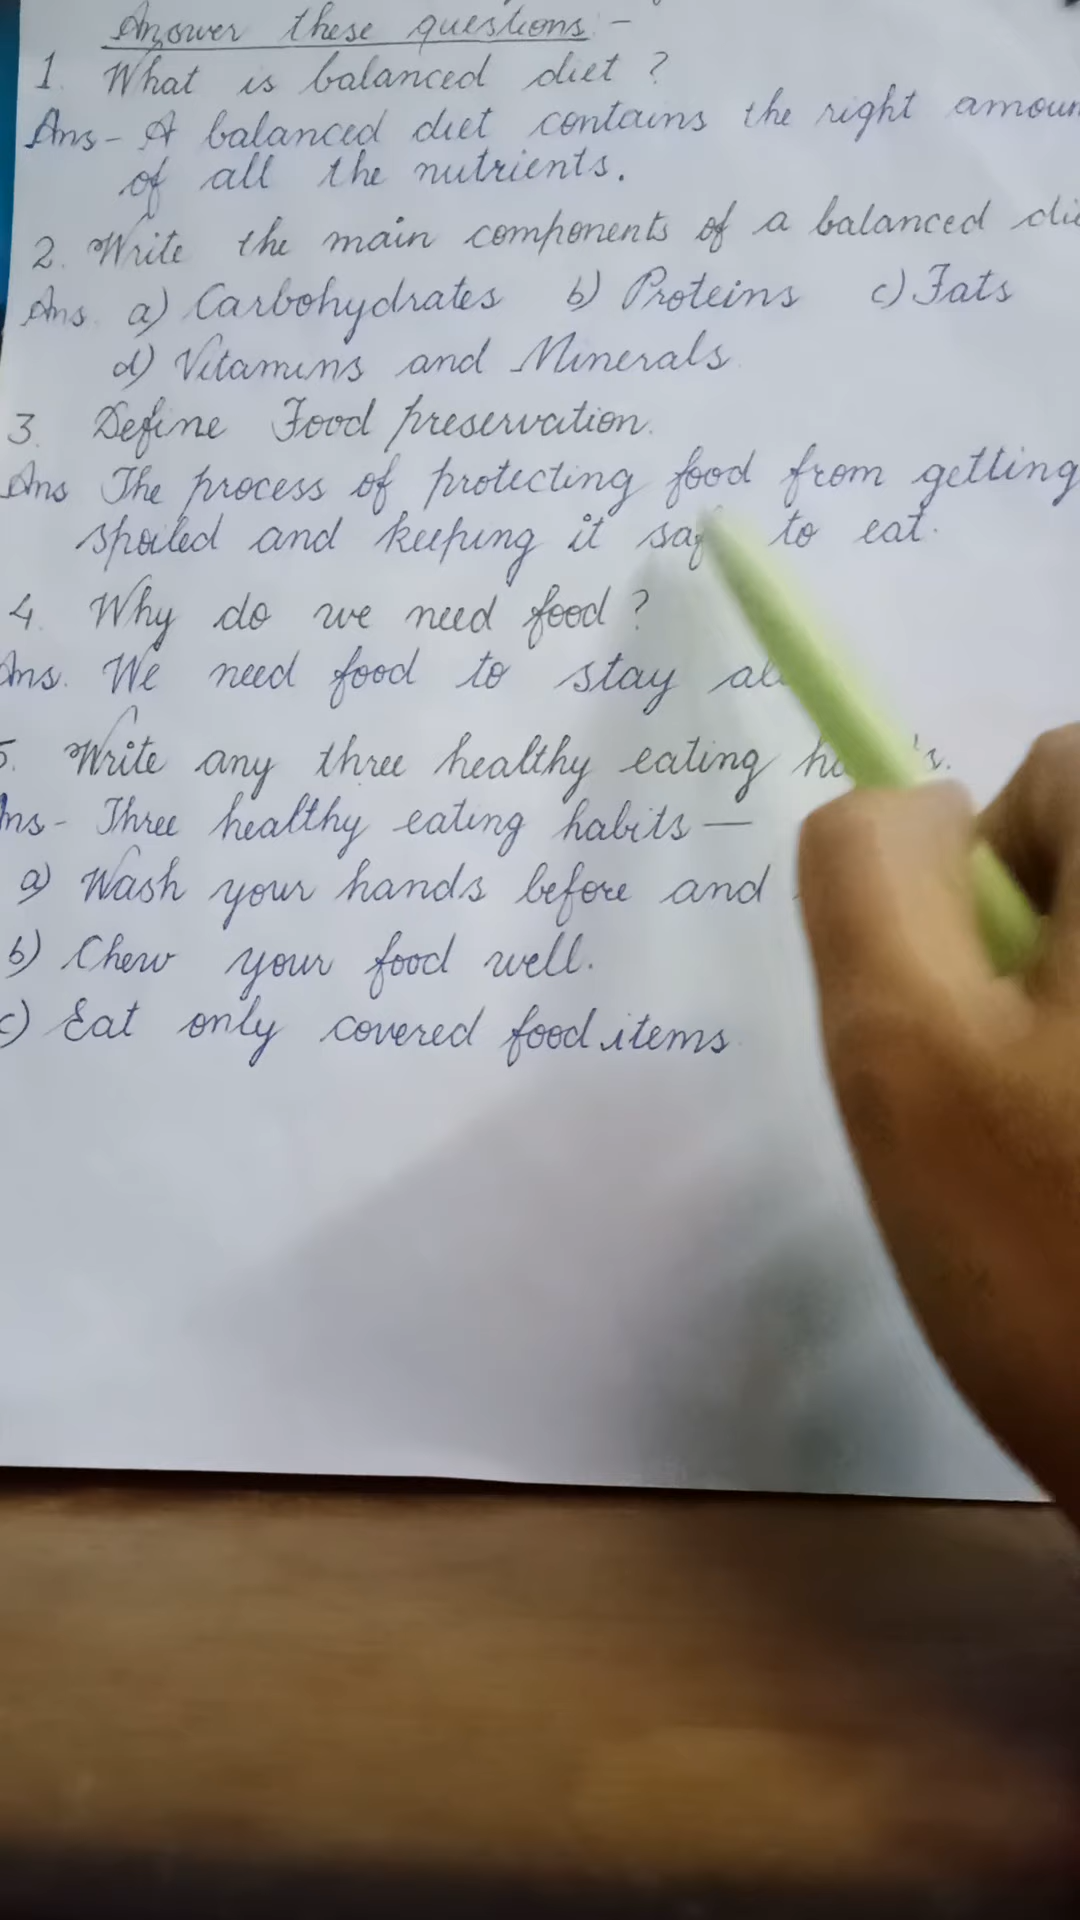 Answer these questions :-
1. What is balanced diet ?
Ans - A balanced diet contains the right amoun
of all the nutrients.
2. Write the main components of a balanced die
Ans. a) Carbohydrates b) Proteins c) Fats
d) Vitamins and Minerals.
3. Define Food preservation.
Ans The process of protecting food from getting
spoiled and keeping it saf to eat.
4. Why do we need food ?
Ans. We need food to stay
5. Write any three healthy eating
Ans - Three healthy eating habits —
a) Wash your hands before and
b) Chew your food well.
c) Eat only covered food items.